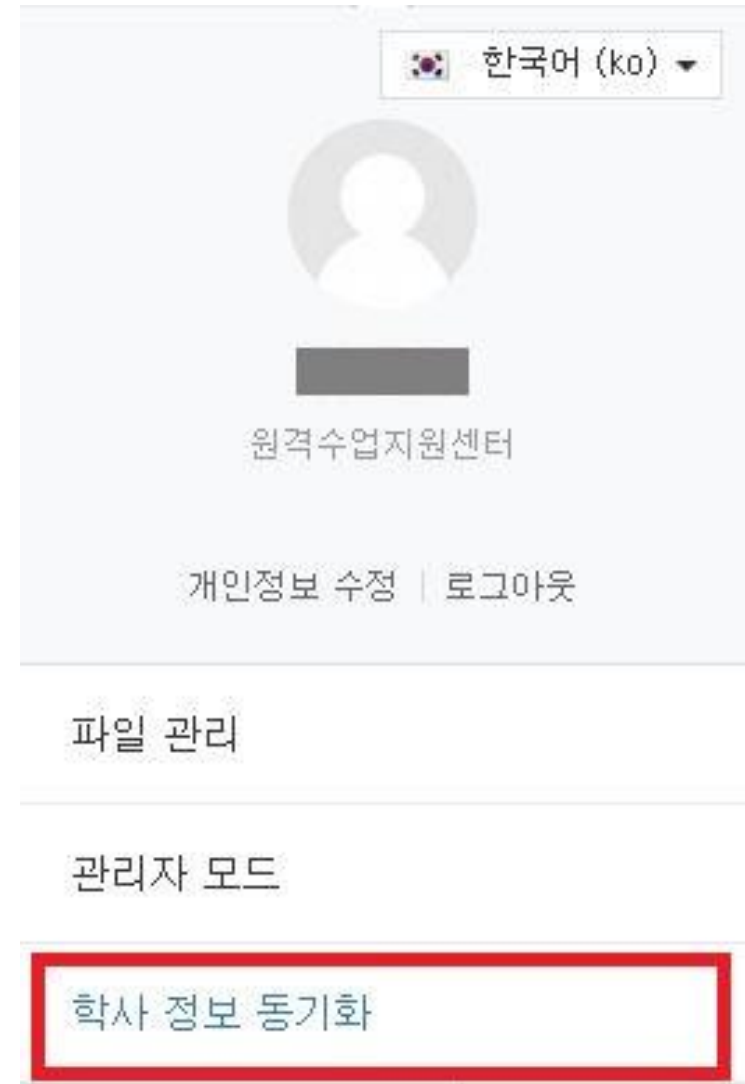 한국어 (ko)
원격수업지원센터
개인정보 수정 | 로그아웃
파일 관리
관리자 모드
학사 정보 동기화